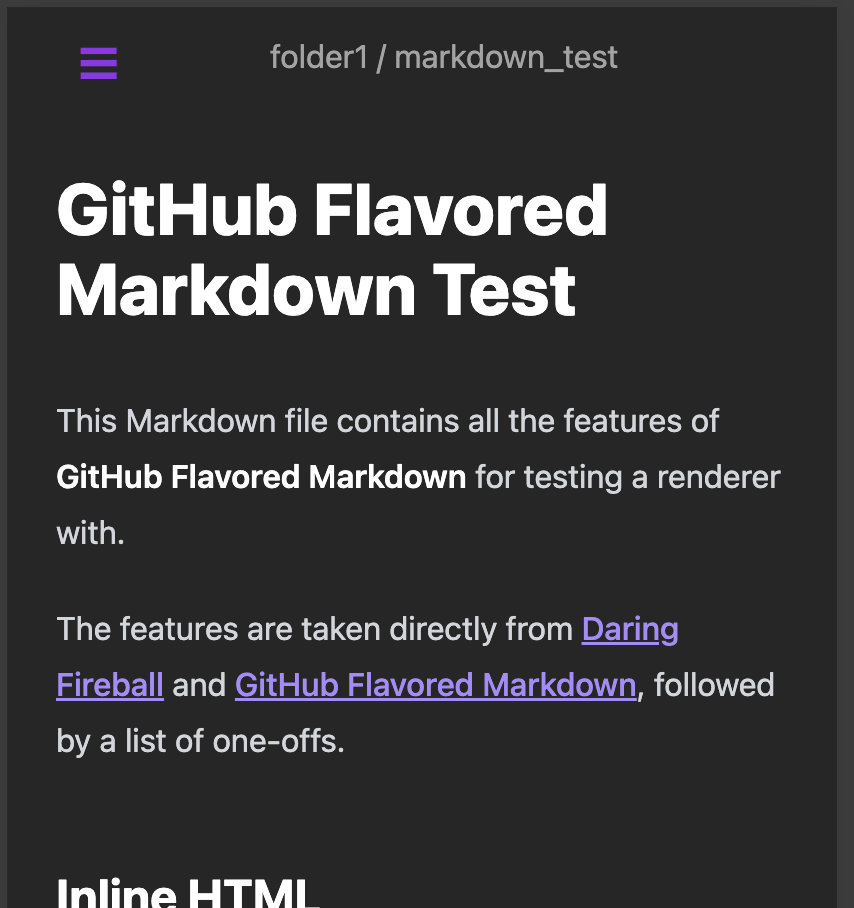 folder1 / markdown_test
GitHub Flavored
Markdown Test
This Markdown file contains all the features of
GitHub Flavored Markdown for testing a renderer
with.
The features are taken directly from Daring
Fireball and GitHub Flavored Markdown, followed
by a list of one-offs.
Inline HTML